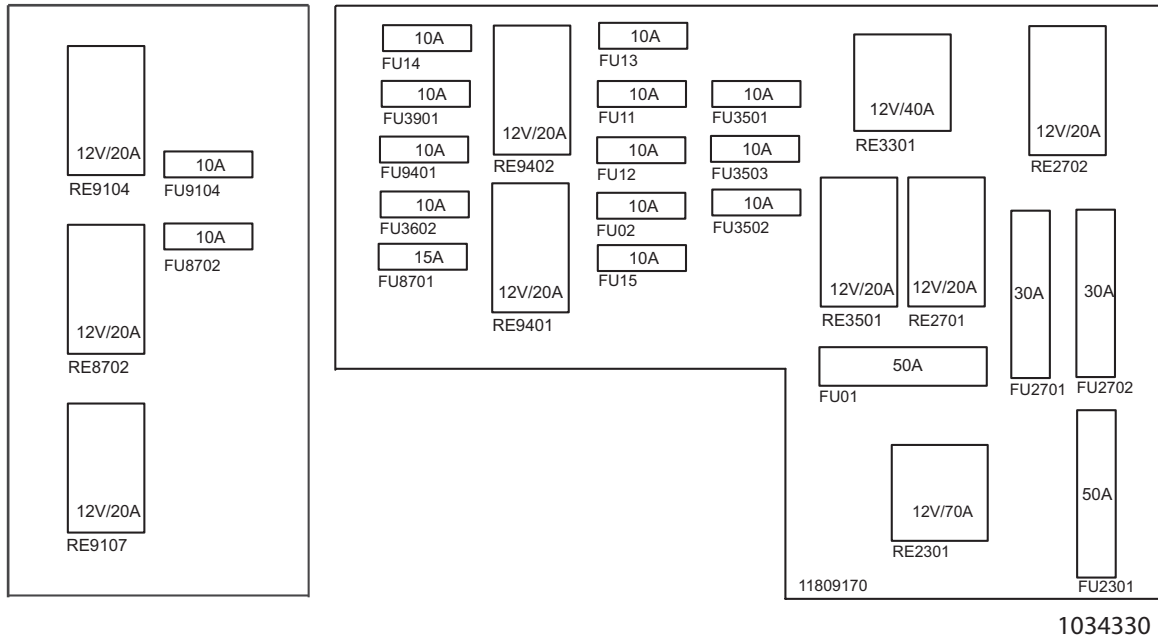 12V/20A
RE9104
10A
FU9104
10A
FU8702
12V/20A
RE8702
12V/20A
RE9107
10A
FU14
10A
FU3901
10A
FU9401
10A
FU3602
15A
FU8701
12V/20A
RE9402
12V/20A
RE9401
10A
FU13
10A
FU11
10A
FU12
10A
FU02
10A
FU15
10A
FU3501
10A
FU3503
10A
FU3502
12V/40A
RE3301
12V/20A
RE2702
12V/20A
RE3501
12V/20A
RE2701
30A
FU2701
30A
FU2702
50A
FU01
12V/70A
RE2301
50A
FU2301
11809170
1034330